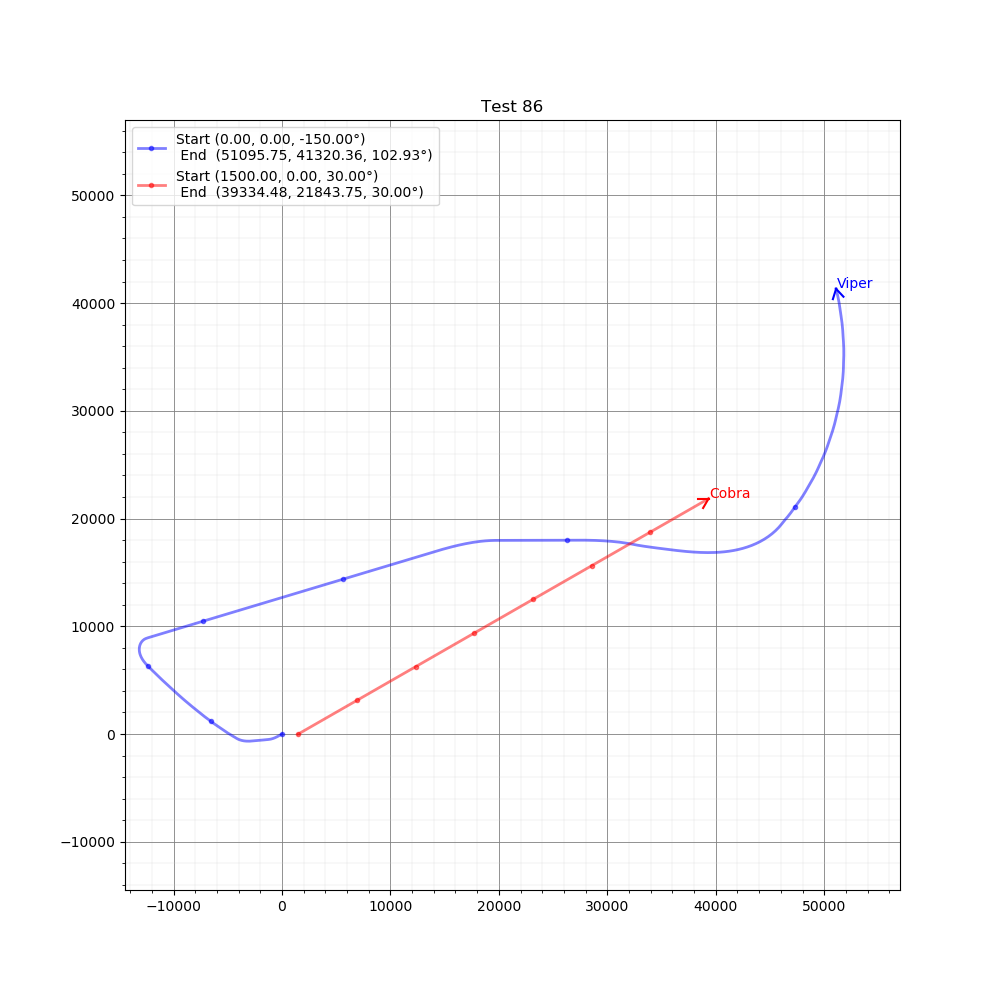 Test 86
Start (0.00, 0.00, -150.00°)
End (51095.75, 41320.36, 102.93°)
Start (1500.00, 0.00, 30.00°)
End (39334.48, 21843.75, 30.00°)
50000
40000
30000
20000
10000
0
−10000
Viper
Cobra
−10000 0 10000 20000 30000 40000 50000